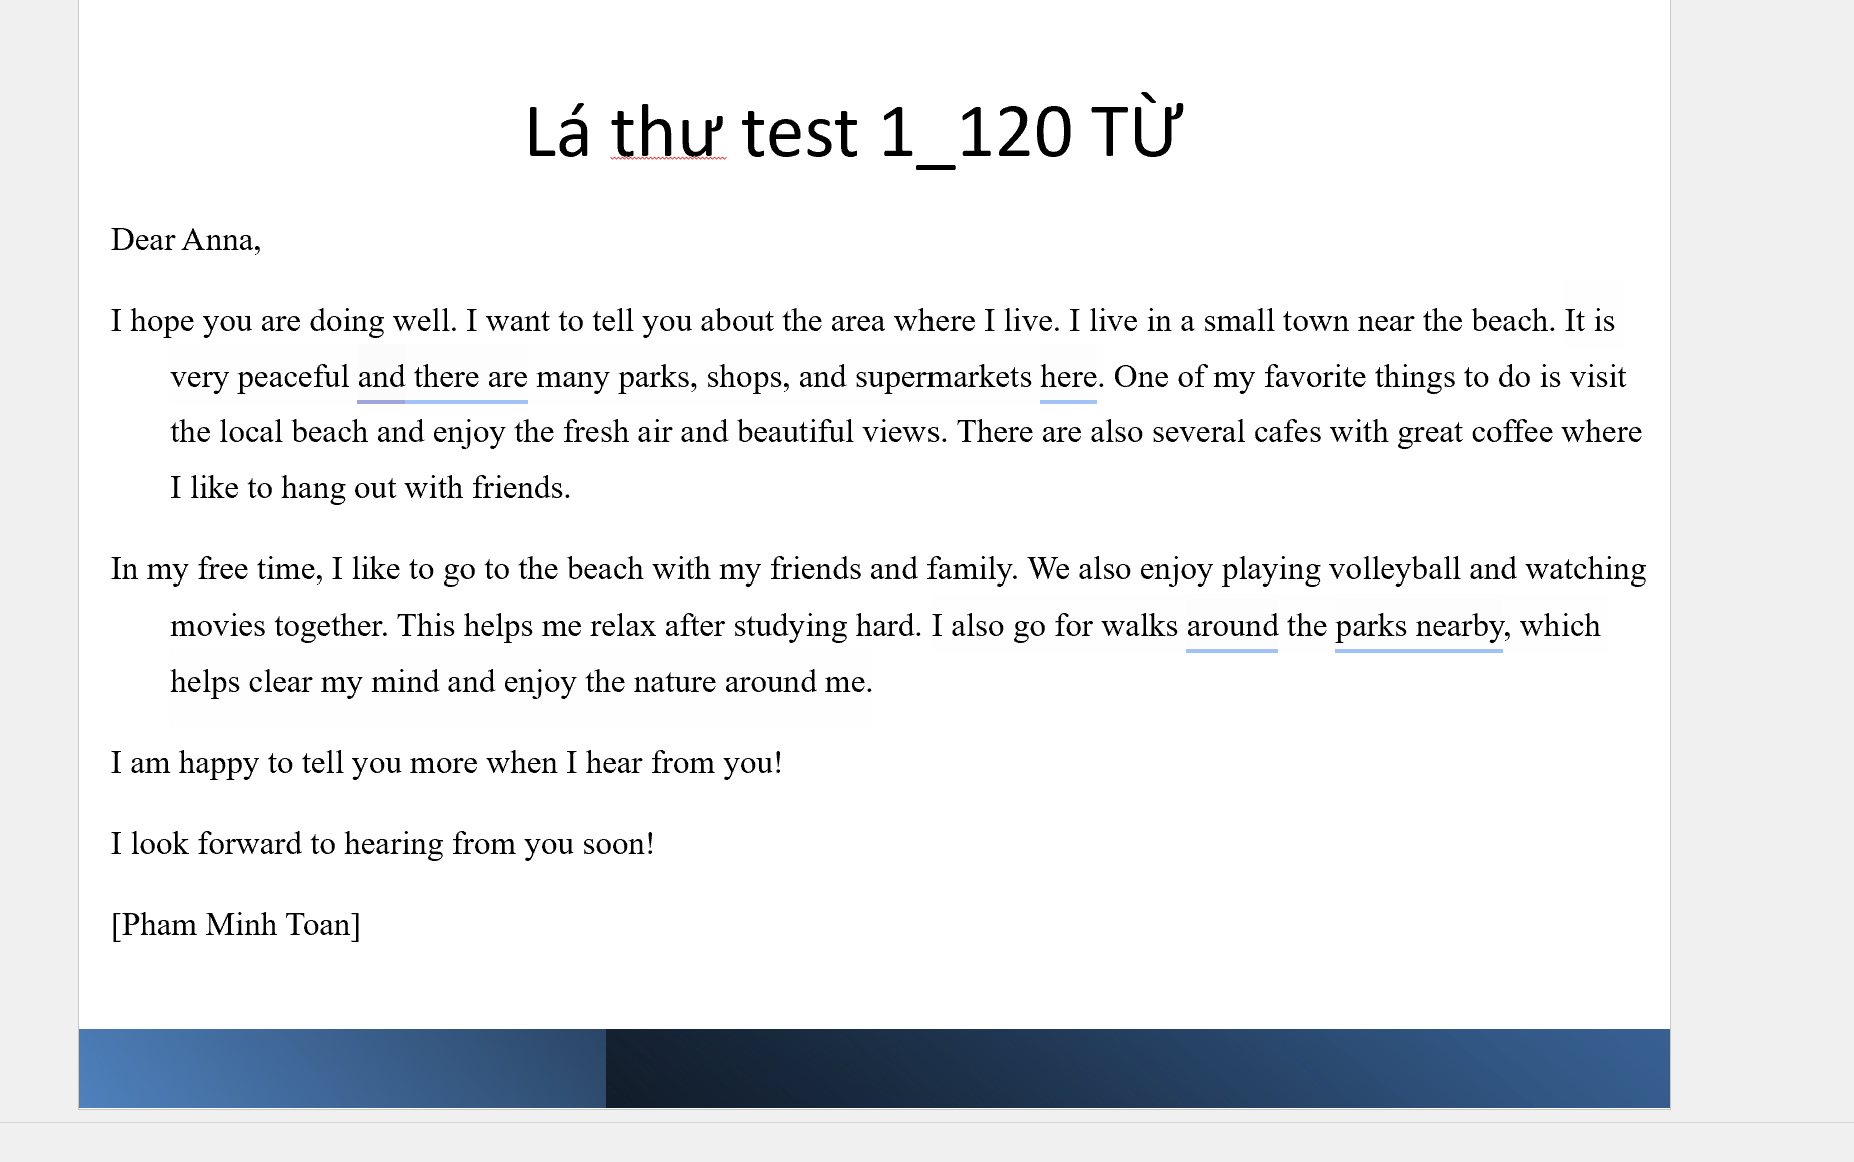 Lá thư test 1_120 TỪ
Dear Anna,
I hope you are doing well. I want to tell you about the area where I live. I live in a small town near the beach. It is
very peaceful and there are many parks, shops, and supermarkets here. One of my favorite things to do is visit
the local beach and enjoy the fresh air and beautiful views. There are also several cafes with great coffee where
I like to hang out with friends.
In my free time, I like to go to the beach with my friends and family. We also enjoy playing volleyball and watching
movies together. This helps me relax after studying hard. I also go for walks around the parks nearby, which
helps clear my mind and enjoy the nature around me.
I am happy to tell you more when I hear from you!
I look forward to hearing from you soon!
[Pham Minh Toan]